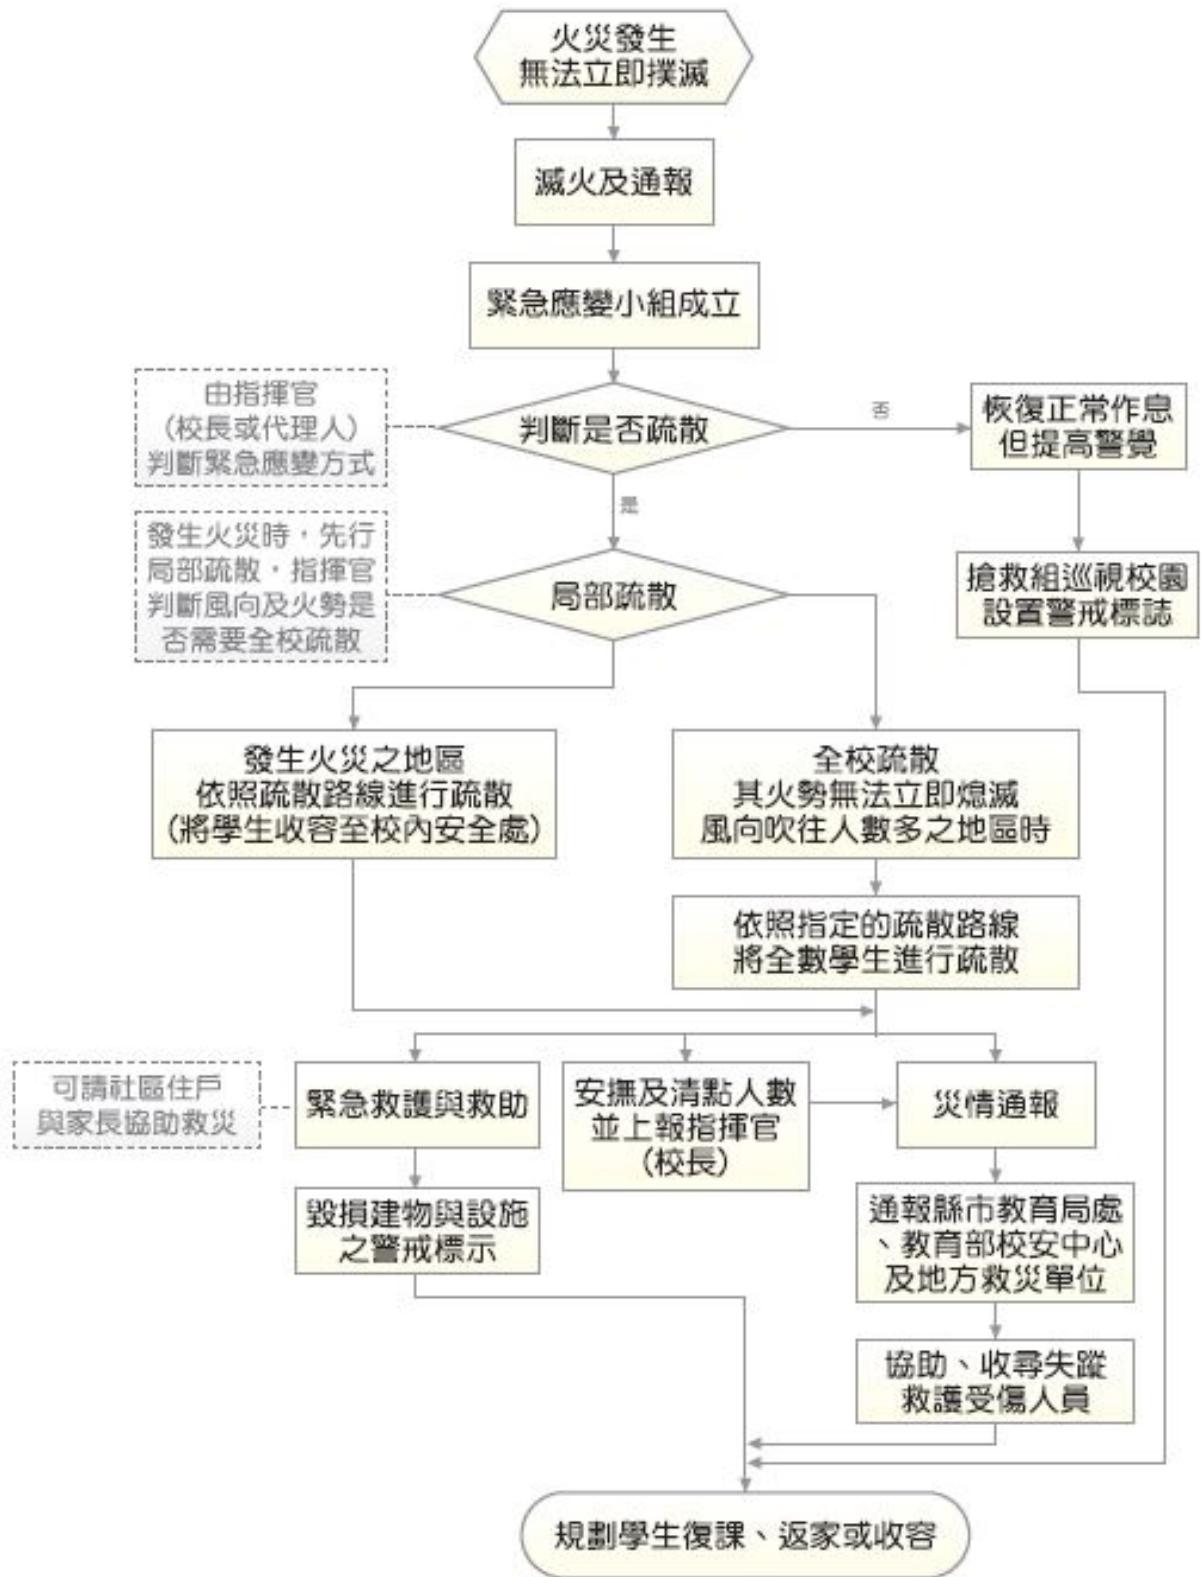 火災發生
無法立即撲滅
滅火及通報
緊急應變小組成立
由指揮官
(校長或代理人)
判斷緊急應變方式
判斷是否疏散
否
恢復正常作息
但提高警覺
是
發生火災時，先行
局部疏散，指揮官
判斷風向及火勢是
否需要全校疏散
局部疏散
搶救組巡視校園
設置警戒標誌
發生火災之地區
依照疏散路線進行疏散
(將學生收容至校內安全處)
全校疏散
其火勢無法立即熄滅
風向吹往人數多之地區時
依照指定的疏散路線
將全數學生進行疏散
可請社區住戶
與家長協助救災
緊急救護與救助
安撫及清點人數
並上報指揮官
(校長)
災情通報
毀損建物與設施
之警戒標示
通報縣市教育局處
、教育部校安中心
及地方救災單位
協助、收尋失蹤
救護受傷人員
規劃學生復課、返家或收容